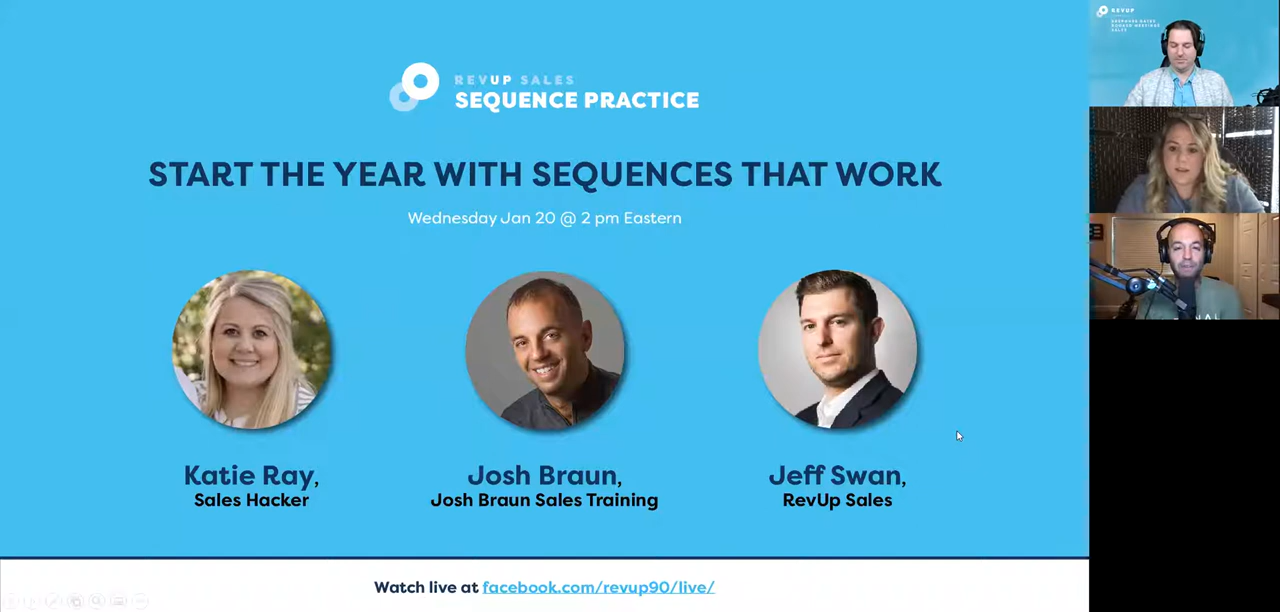 REVUP SALES
SEQUENCE PRACTICE
START THE YEAR WITH SEQUENCES THAT WORK
Wednesday Jan 20 @ 2 pm Eastern
Katie Ray,
Sales Hacker
Josh Braun,
Josh Braun Sales Training
Jeff Swan,
RevUp Sales
Watch live at facebook.com/revup90/live/
REVUP